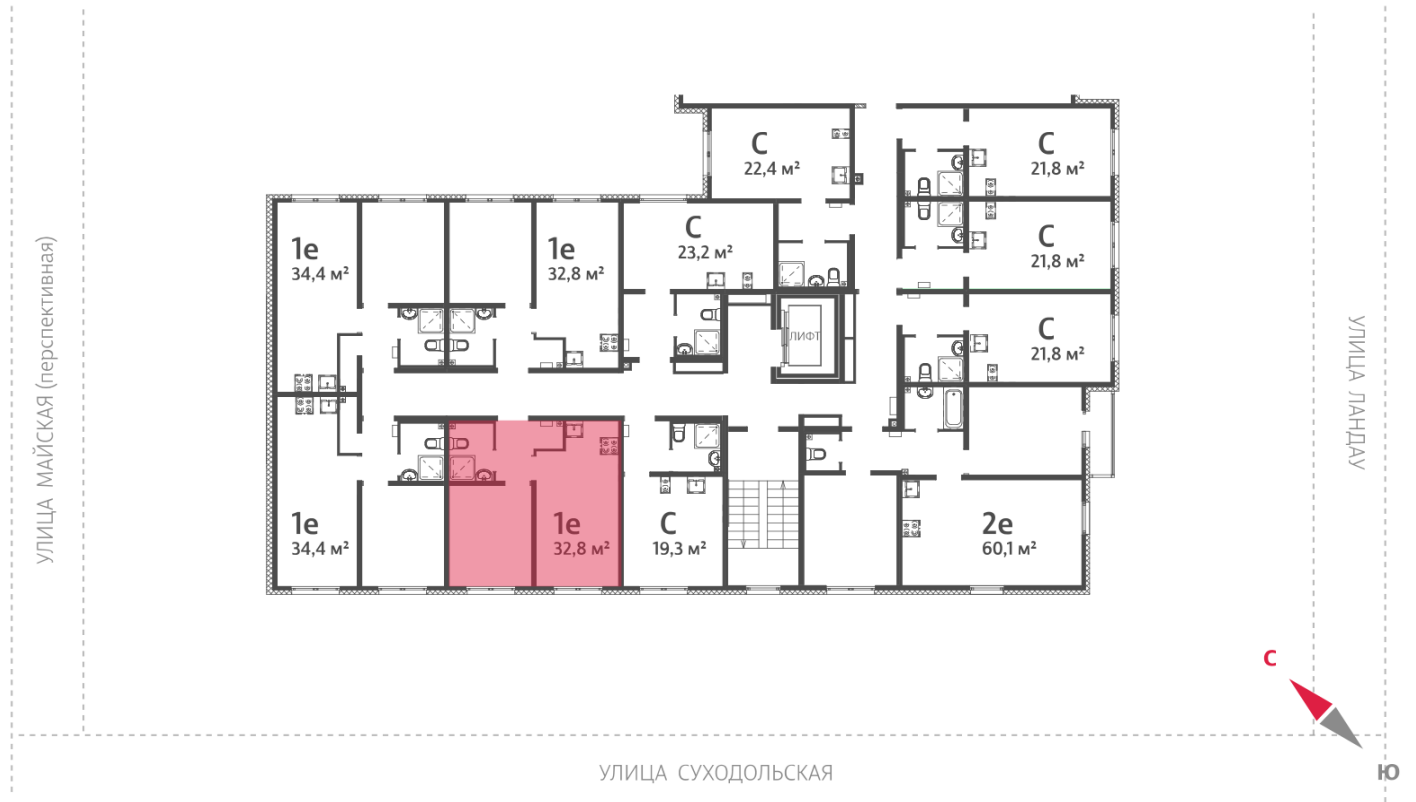 С
22,4 м²
С
21,8 м²
1е
34,4 м²
1е
32,8 м²
С
23,2 м²
С
21,8 м²
ЛИФТ
С
21,8 м²
1е
34,4 м²
1е
32,8 м²
С
19,3 м²
2е
60,1 м²
УЛИЦА МАЙСКАЯ (перспективная)
УЛИЦА ЛАНДАУ
УЛИЦА СУХОДОЛЬСКАЯ
С
Ю